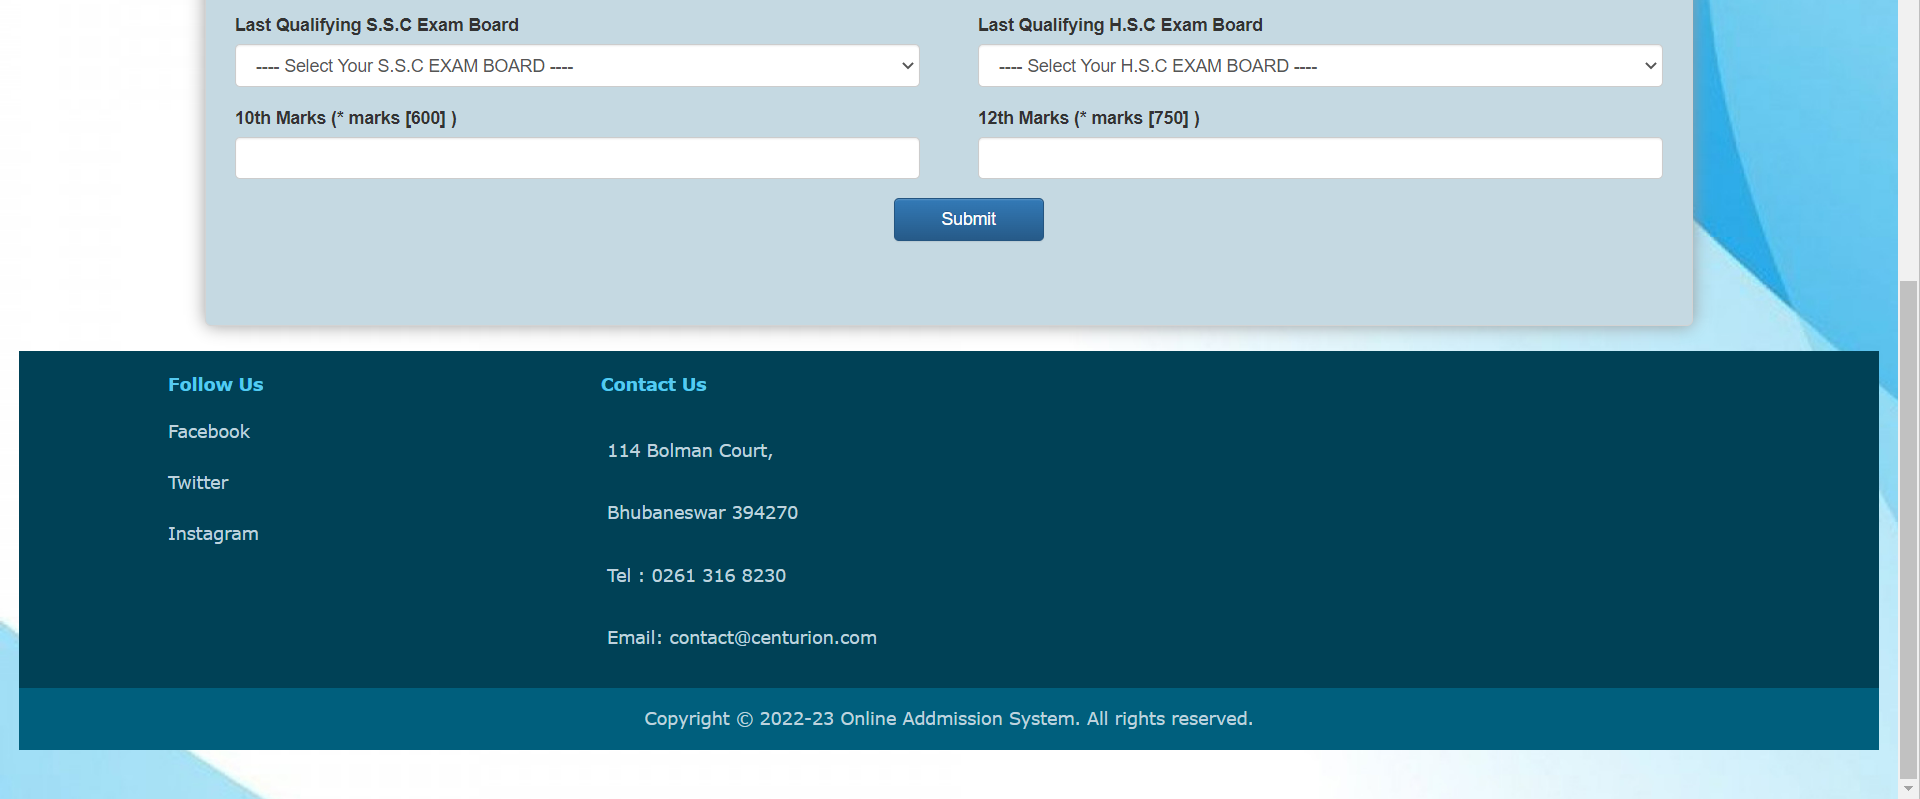 Last Qualifying S.S.C Exam Board
---- Select Your S.S.C EXAM BOARD ----
Last Qualifying H.S.C Exam Board
---- Select Your H.S.C EXAM BOARD ----
10th Marks (* marks [600] )
12th Marks (* marks [750] )
Submit
Follow Us
Facebook
Twitter
Instagram
Contact Us
114 Bolman Court,
Bhubaneswar 394270
Tel : 0261 316 8230
Email: contact@centurion.com
Copyright © 2022-23 Online Addmission System. All rights reserved.